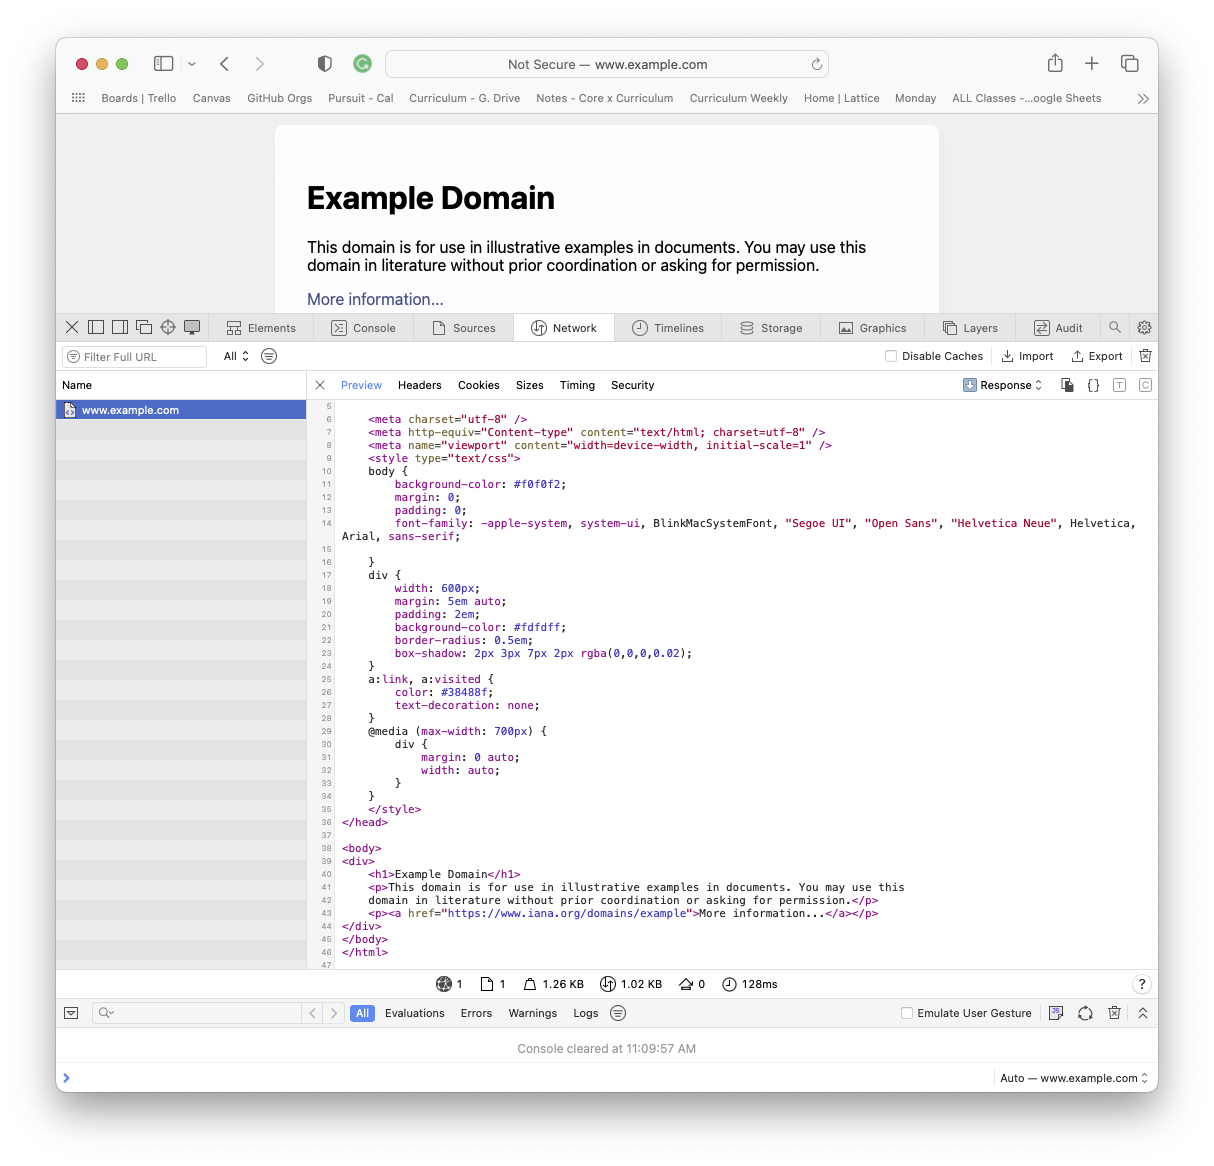 Not Secure — www.example.com
Boards | Trello Canvas GitHub Orgs Pursuit - Cal Curriculum - G. Drive Notes - Core x Curriculum Curriculum Weekly Home | Lattice Monday ALL Classes -...oogle Sheets
Example Domain
This domain is for use in illustrative examples in documents. You may use this
domain in literature without prior coordination or asking for permission.
More information...
Elements Console Sources Network Timelines Storage Graphics Layers Audit
Filter Full URL All Disable Caches Import Export
Name Preview Headers Cookies Sizes Timing Security Response {} T C
www.example.com
5
6 <meta charset="utf-8" />
7 <meta http-equiv="Content-type" content="text/html; charset=utf-8" />
8 <meta name="viewport" content="width=device-width, initial-scale=1" />
9 <style type="text/css">
10 body {
11 background-color: #f0f0f2;
12 margin: 0;
13 padding: 0;
14 font-family: -apple-system, system-ui, BlinkMacSystemFont, "Segoe UI", "Open Sans", "Helvetica Neue", Helvetica,
Arial, sans-serif;
15
16 }
17 div {
18 width: 600px;
19 margin: 5em auto;
20 padding: 2em;
21 background-color: #fdfdff;
22 border-radius: 0.5em;
23 box-shadow: 2px 3px 7px 2px rgba(0,0,0,0.02);
24 }
25 a:link, a:visited {
26 color: #38488f;
27 text-decoration: none;
28 }
29 @media (max-width: 700px) {
30 div {
31 margin: 0 auto;
32 width: auto;
33 }
34 }
35 </style>
36 </head>
37
38 <body>
39 <div>
40 <h1>Example Domain</h1>
41 <p>This domain is for use in illustrative examples in documents. You may use this
42 domain in literature without prior coordination or asking for permission.</p>
43 <p><a href="https://www.iana.org/domains/example">More information...</a></p>
44 </div>
45 </body>
46 </html>
47
1 1 1.26 KB 1.02 KB 0 128ms ?
All Evaluations Errors Warnings Logs Emulate User Gesture JS
Console cleared at 11:09:57 AM
Auto — www.example.com